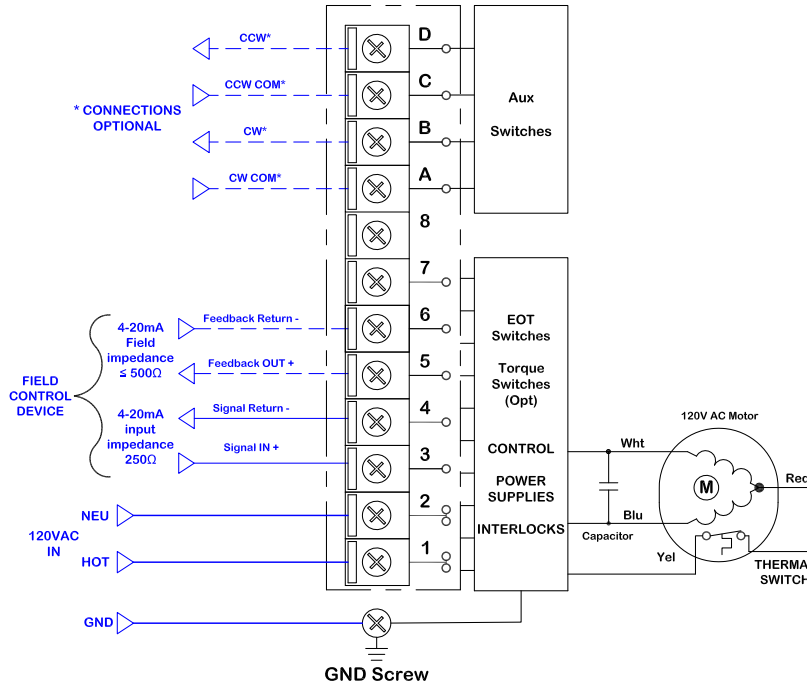 CCW*
D
CCW COM*
C
* CONNECTIONS
OPTIONAL
CW*
B
CW COM*
A
Aux
Switches
8
7
Feedback Return -
6
4-20mA
Field
impedance
≤ 500Ω
Feedback OUT +
5
FIELD
CONTROL
DEVICE
Signal Return -
4
4-20mA
input
impedance
250Ω
Signal IN +
3
NEU
2
120VAC
IN
HOT
1
GND
GND Screw
EOT
Switches
Torque
Switches
(Opt)
CONTROL
POWER
SUPPLIES
INTERLOCKS
120V AC Motor
Wht
M
Red
Blu
Capacitor
Yel
THERMA
SWITCH